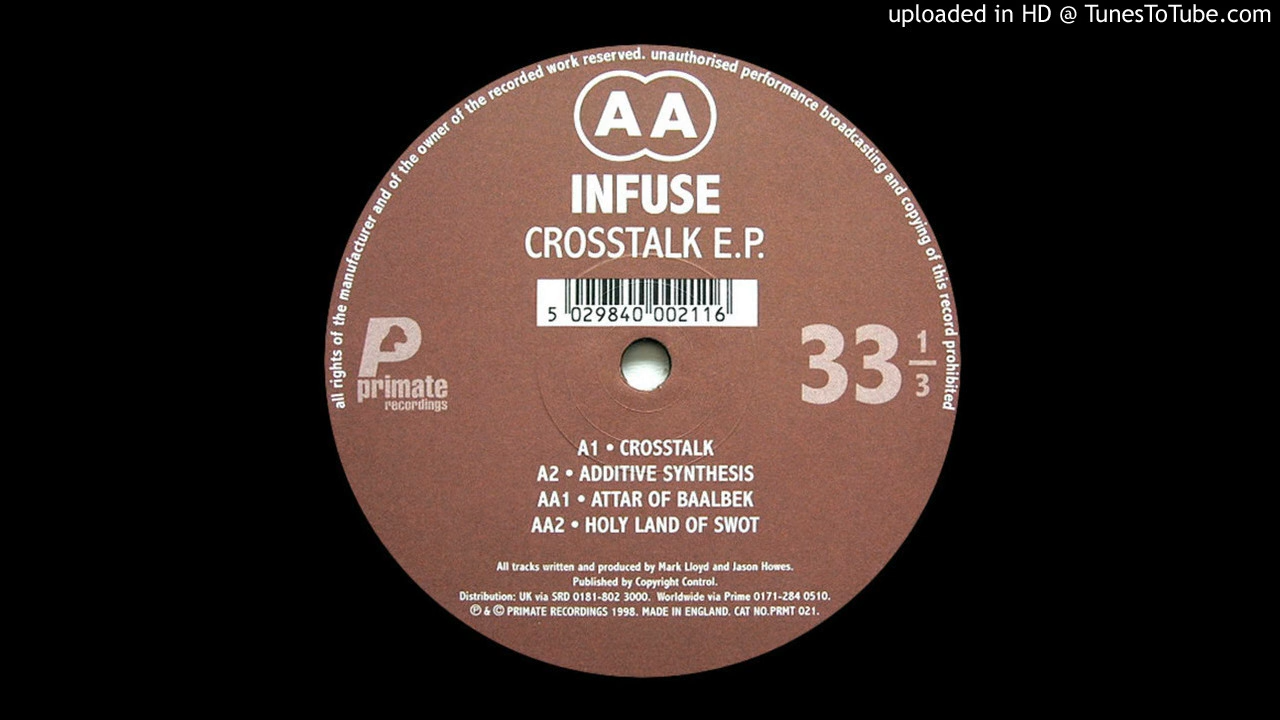 uploaded in HD @ TunesToTube.com
all rights of the manufacturer and of the owner of the recorded work reserved. unauthorised performance broadcasting and copying of this record prohibited
AA
INFUSE
CROSSTALK E.P.
5 029840 002116
P
primate
recordings
33 1/3
A1 • CROSSTALK
A2 • ADDITIVE SYNTHESIS
AA1 • ATTAR OF BAALBEK
AA2 • HOLY LAND OF SWOT
All tracks written and produced by Mark Lloyd and Jason Howes.
Published by Copyright Control.
Distribution: UK via SRD 0181-802 3000. Worldwide via Prime 0171-284 0510.
℗ & © PRIMATE RECORDINGS 1998. MADE IN ENGLAND. CAT NO.PRMT 021.